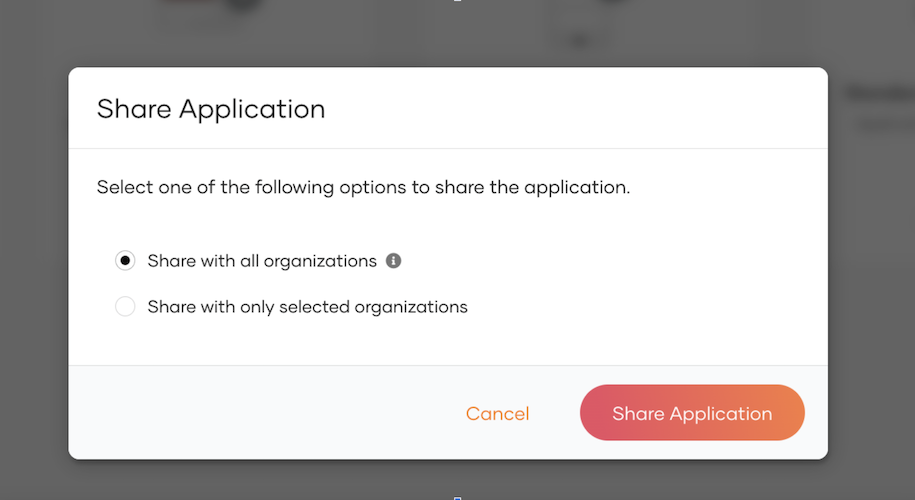 Share Application
Select one of the following options to share the application.
Share with all organizations
Share with only selected organizations
Cancel
Share Application